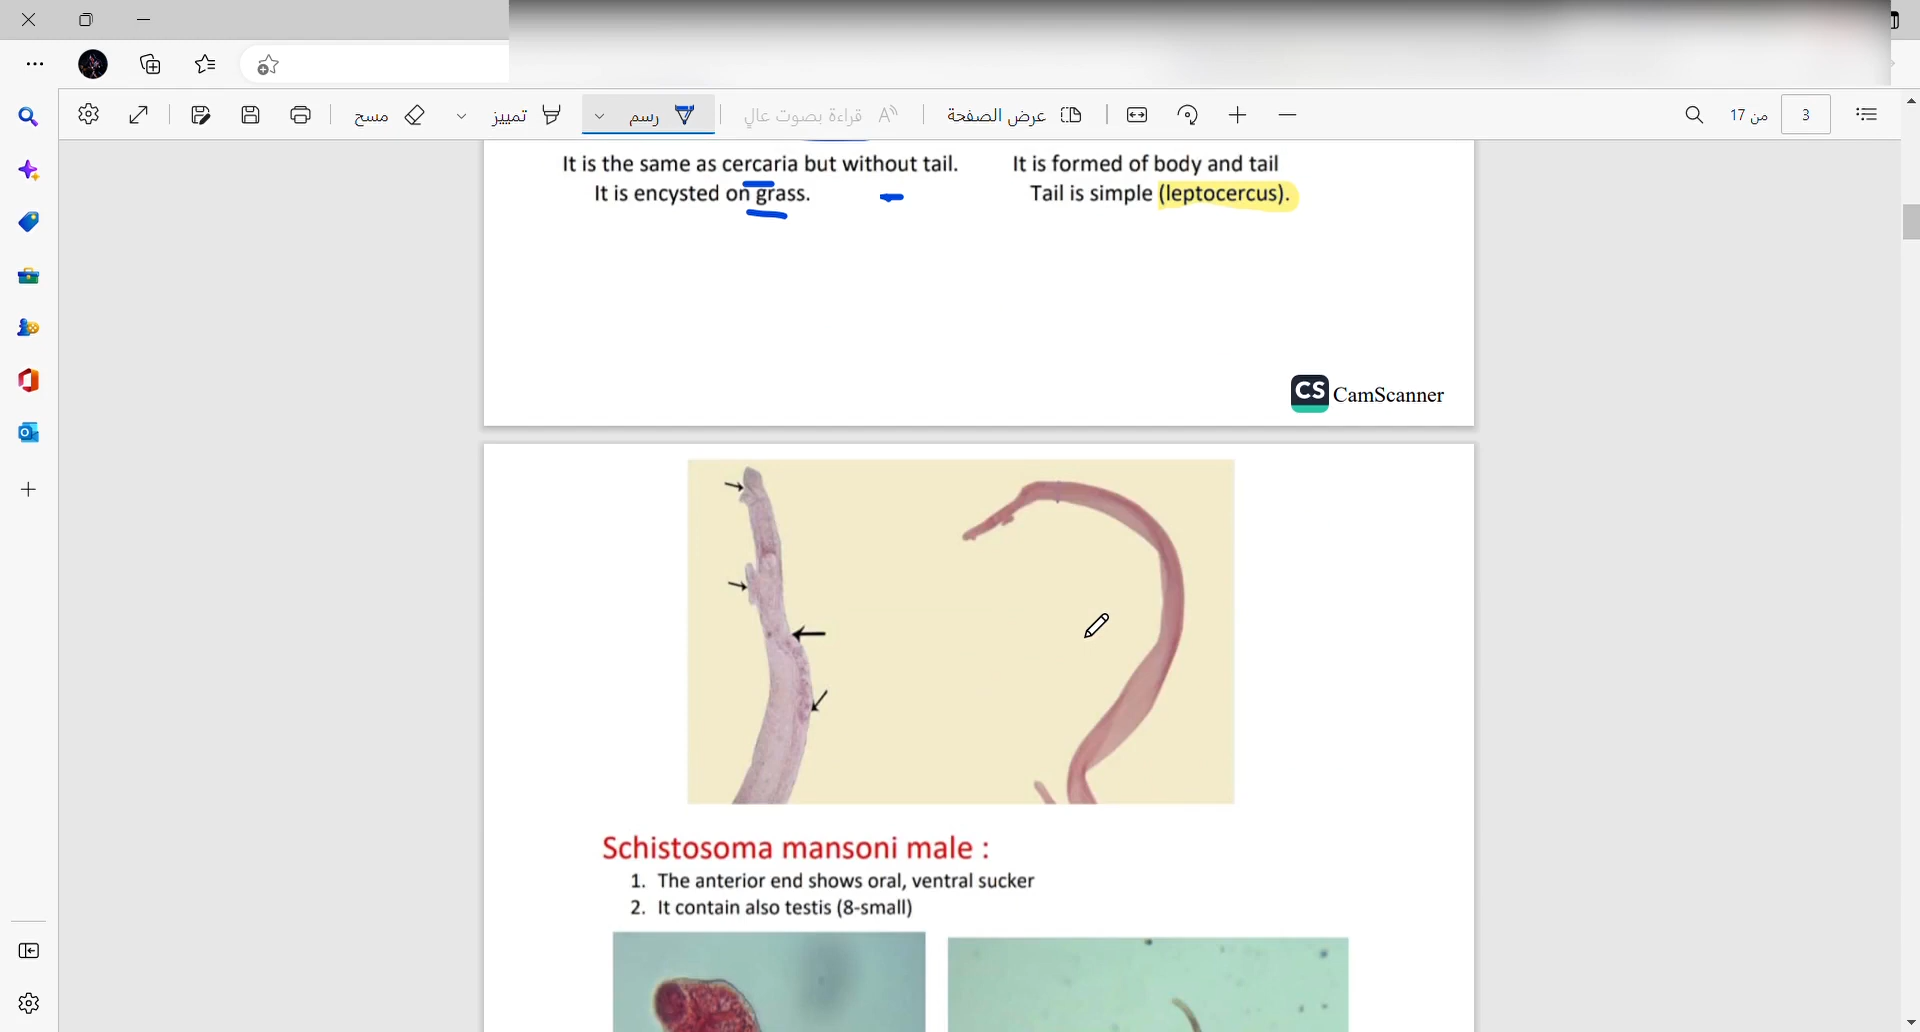 مسح
تمييز
رسم
قراءة بصوت عالٍ
عرض الصفحة
من 17
3
It is the same as cercaria but without tail.
It is encysted on grass.
It is formed of body and tail
Tail is simple (leptocercus).
CS CamScanner
Schistosoma mansoni male :
1. The anterior end shows oral, ventral sucker
2. It contain also testis (8-small)